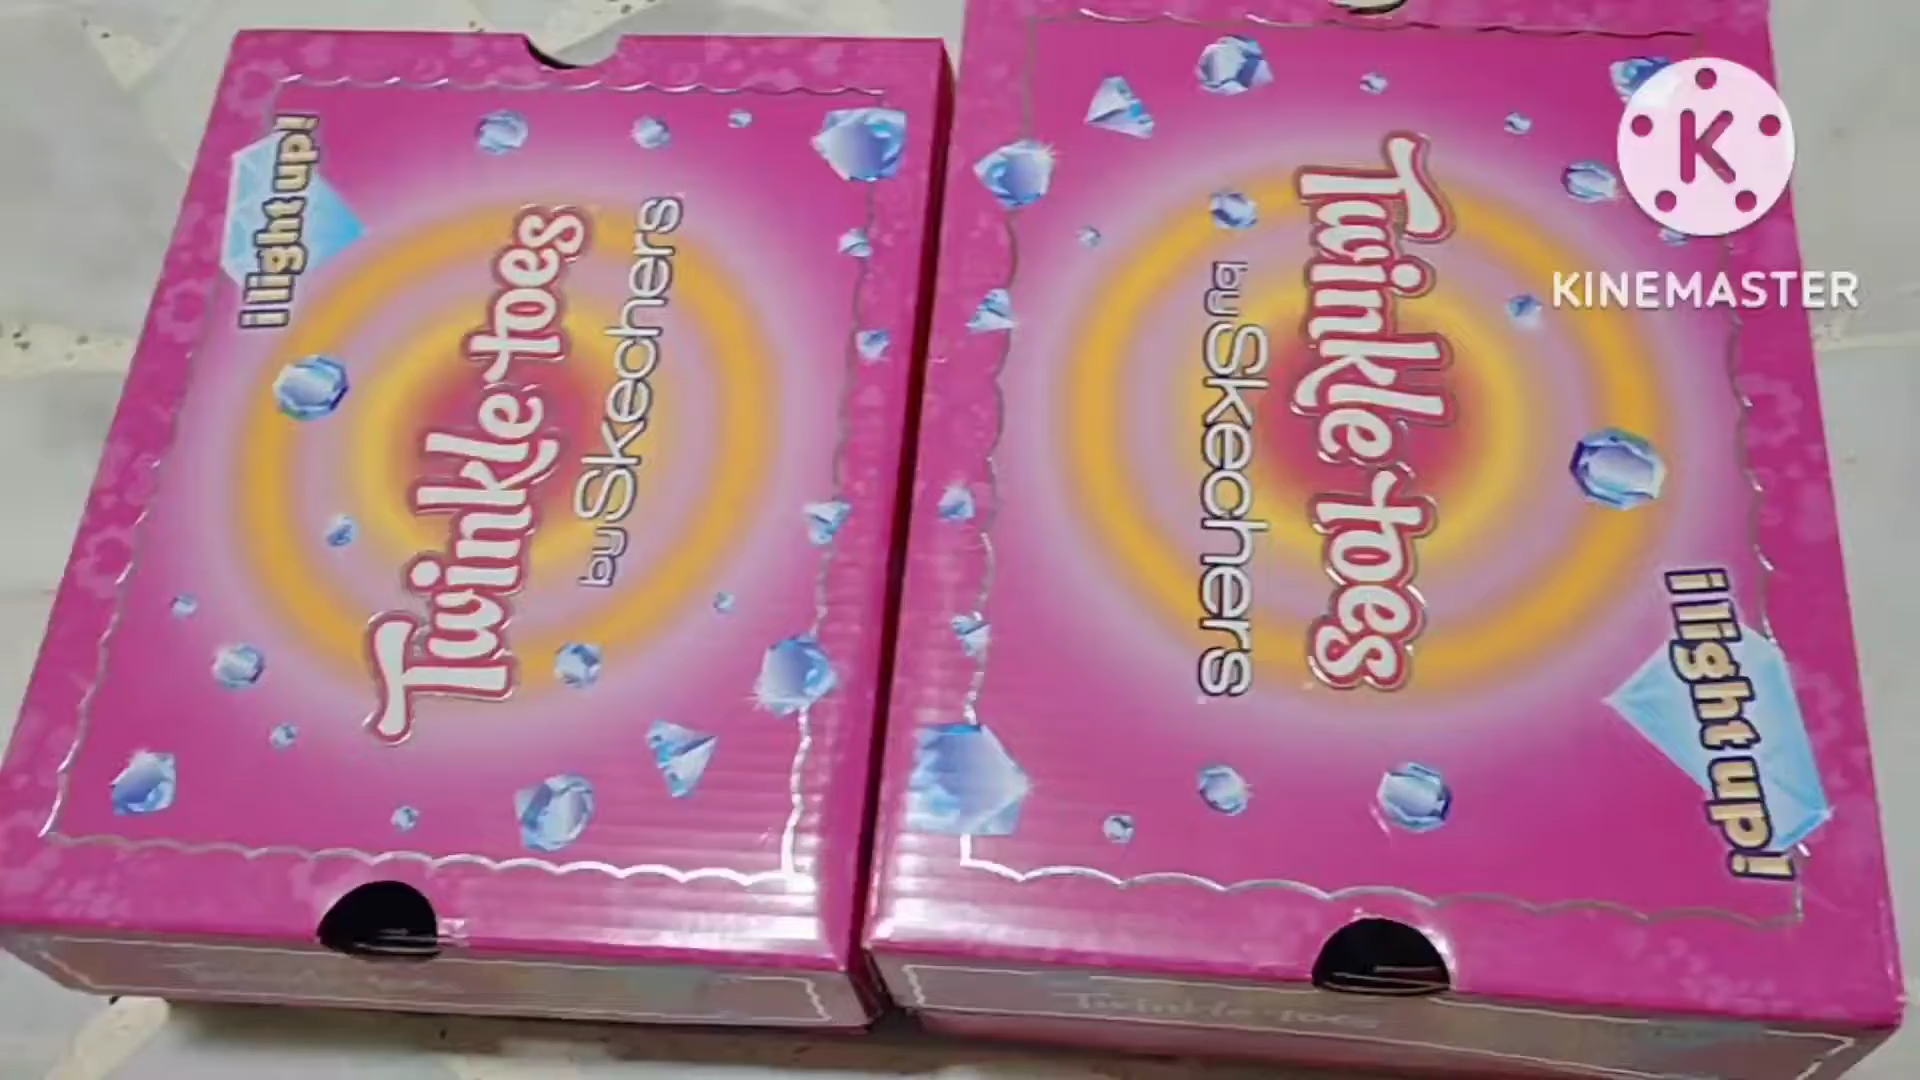 i light up!
Twinkle toes
by Skechers
Twinkle toes
by Skechers
i light up!
K
KINEMASTER
Twinkle toes